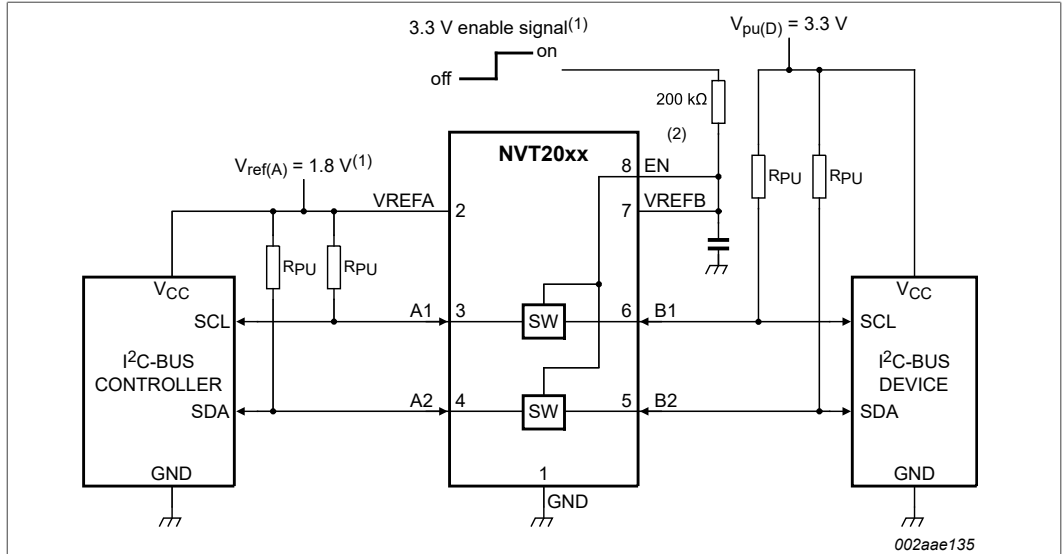 3.3 V enable signal(1)
off
on
Vpu(D) = 3.3 V
200 kΩ
(2)
NVT20xx
8 EN
Vref(A) = 1.8 V(1)
RPU
RPU
VREFA
2
7 VREFB
RPU
RPU
VCC
VCC
SCL
A1 3
SW
6 B1
SCL
I2C-BUS
CONTROLLER
I2C-BUS
DEVICE
SDA
A2 4
SW
5 B2
SDA
GND
1
GND
GND
002aae135